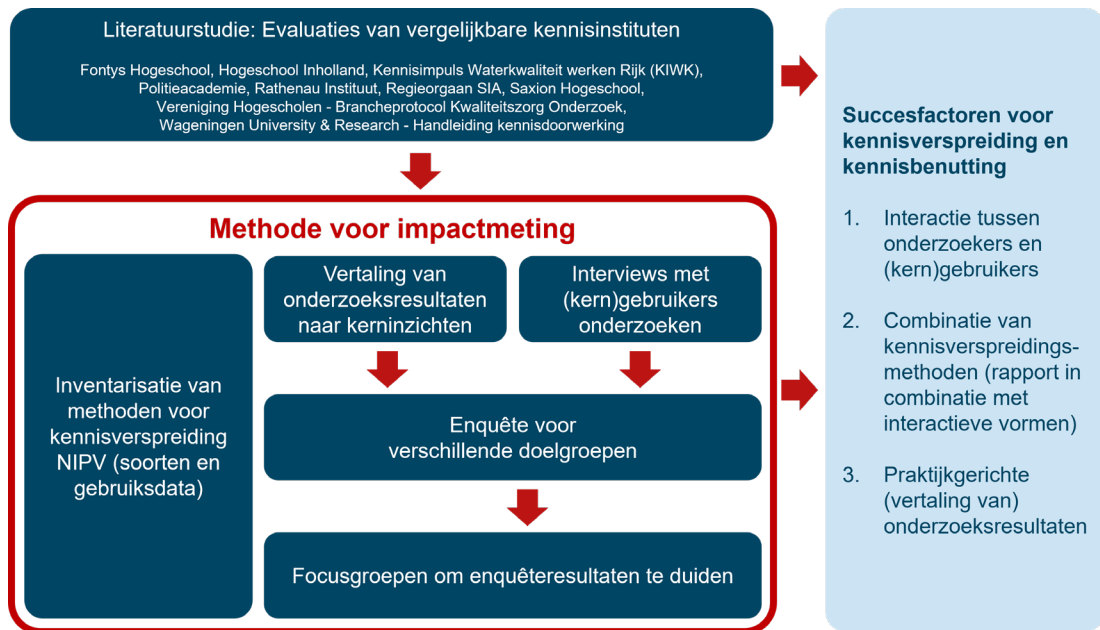 Literatuurstudie: Evaluaties van vergelijkbare kennisinstituten
Fontys Hogeschool, Hogeschool Inholland, Kennisimpuls Waterkwaliteit werken Rijk (KIWK),
Politieacademie, Rathenau Instituut, Regieorgaan SIA, Saxion Hogeschool,
Vereniging Hogescholen - Brancheprotocol Kwaliteitszorg Onderzoek,
Wageningen University & Research - Handleiding kennisdoorwerking
Methode voor impactmeting
Inventarisatie van
methoden voor
kennisverspreiding
NIPV (soorten en
gebruiksdata)
Vertaling van
onderzoeksresultaten
naar kerninzichten
Interviews met
(kern)gebruikers
onderzoeken
Enquête voor
verschillende doelgroepen
Focusgroepen om enquêteresultaten te duiden
Succesfactoren voor
kennisverspreiding en
kennisbenutting
1. Interactie tussen
onderzoekers en
(kern)gebruikers
2. Combinatie van
kennisverspreidings-
methoden (rapport in
combinatie met
interactieve vormen)
3. Praktijkgerichte
(vertaling van)
onderzoeksresultaten